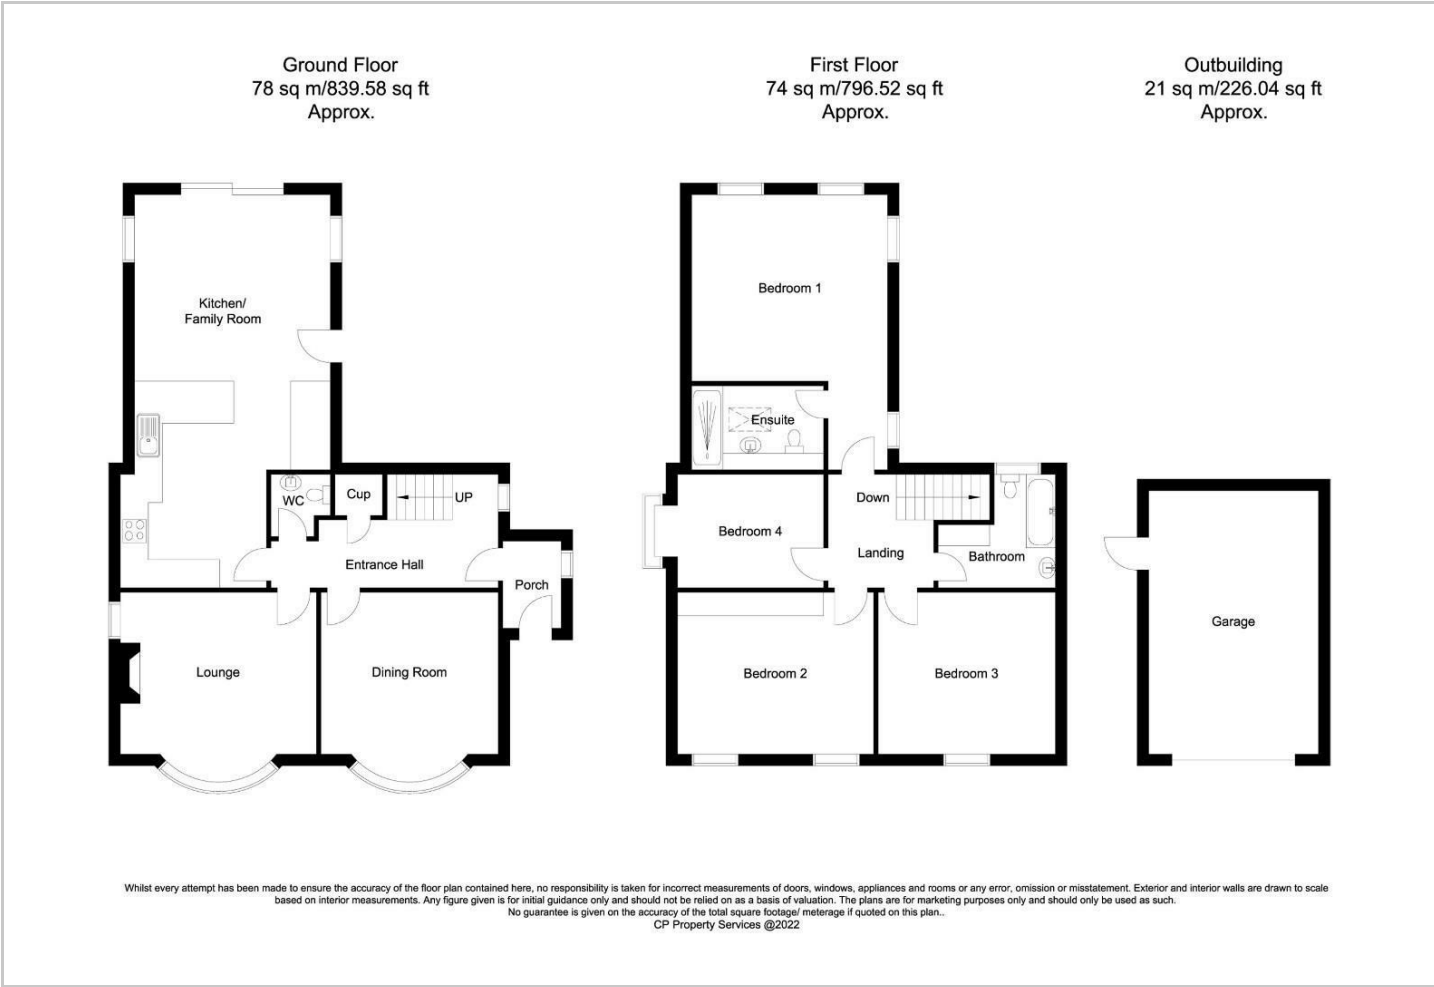 Ground Floor
78 sq m/839.58 sq ft
Approx.
First Floor
74 sq m/796.52 sq ft
Approx.
Outbuilding
21 sq m/226.04 sq ft
Approx.
Kitchen/
Family Room
WC
Cup
UP
Entrance Hall
Porch
Lounge
Dining Room
Bedroom 1
Ensuite
Down
Bedroom 4
Landing
Bathroom
Bedroom 2
Bedroom 3
Garage
Whilst every attempt has been made to ensure the accuracy of the floor plan contained here, no responsibility is taken for incorrect measurements of doors, windows, appliances and rooms or any error, omission or misstatement. Exterior and interior walls are drawn to scale
based on interior measurements. Any figure given is for initial guidance only and should not be relied on as a basis of valuation. The plans are for marketing purposes only and should only be used as such.
No guarantee is given on the accuracy of the total square footage/ meterage if quoted on this plan..
CP Property Services @2022